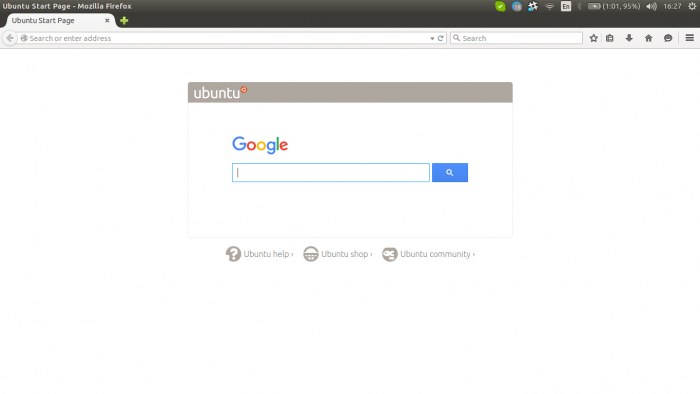 Ubuntu Start Page - Mozilla Firefox
En
(1:01, 95%)
16:27
Ubuntu Start Page
Search or enter address
Search
ubuntu
Google
Ubuntu help ›
Ubuntu shop ›
Ubuntu community ›